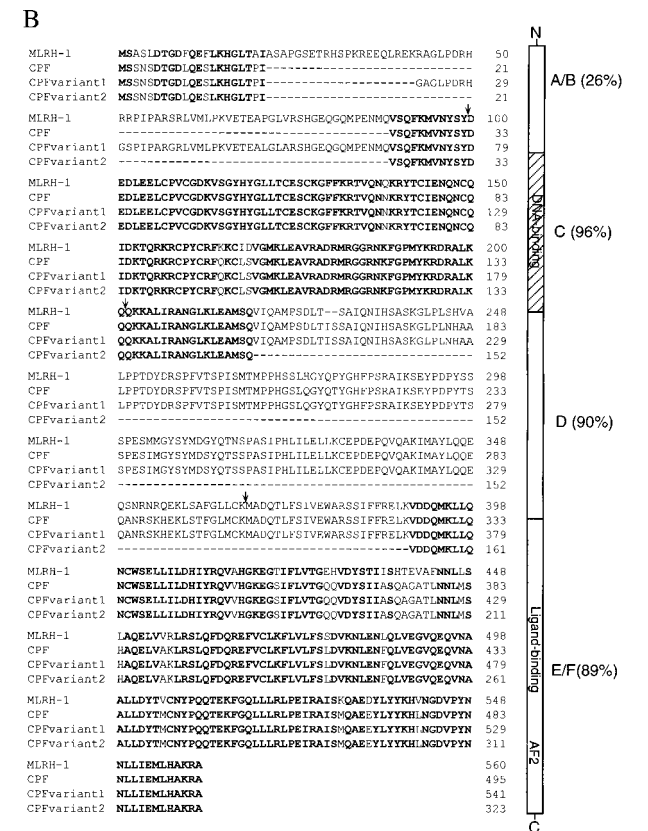 B
N
MLRH-1 MSASLDTGDFQEFLKHGLTAIASAPGSETRHSPKREEQLREKRAGLPDRH 50
CPF MSSNSDTGDLQESLKHGLTPI----------------------------- 21
CPFvariant1 MSSNSDTGDLQESLKHGLTPI---------------------GAGLPDRH 29
CPFvariant2 MSSNSDTGDLQESLKHGLTPI----------------------------- 21
A/B (26%)
MLRH-1 RRPIPARSRLVMLPKVETEAPGLVRSHGEQGQMPENMQVSQFKMVNYSYD 100
CPF --------------------------------------VSQFKMVNYSYD 33
CPFvariant1 GSPIPARGRLVMLPKVETEALGLARSHGEQGQMPENMQVSQFKMVNYSYD 79
CPFvariant2 --------------------------------------VSQFKMVNYSYD 33
MLRH-1 EDLEELCPVCGDKVSGYHYGLLTCESCKGFFKRTVQNQKRYTCIENQNCQ 150
CPF EDLEELCPVCGDKVSGYHYGLLTCESCKGFFKRTVQNNKRYTCIENQNCQ 83
CPFvariant1 EDLEELCPVCGDKVSGYHYGLLTCESCKGFFKRTVQNNKRYTCIENQNCQ 129
CPFvariant2 EDLEELCPVCGDKVSGYHYGLLTCESCKGFFKRTVQNNKRYTCIENQNCQ 83
DNA-binding
C (96%)
MLRH-1 IDKTQRKRCPYCRFKKCIDVGMKLEAVRADRMRGGRNKFGPMYKRDRALK 200
CPF IDKTQRKRCPYCRFQKCLSVGMKLEAVRADRMRGGRNKFGPMYKRDRALK 133
CPFvariant1 IDKTQRKRCPYCRFQKCLSVGMKLEAVRADRMRGGRNKFGPMYKRDRALK 179
CPFvariant2 IDKTQRKRCPYCRFQKCLSVGMKLEAVRADRMRGGRNKFGPMYKRDRALK 133
MLRH-1 QQKKALIRANGLKLEAMSQVIQAMPSDLT--SAIQNIHSASKGLPLSHVA 248
CPF QQKKALIRANGLKLEAMSQVIQAMPSDLTISSAIQNIHSASKGLPLNHAA 183
CPFvariant1 QQKKALIRANGLKLEAMSQVIQAMPSDLTISSAIQNIHSASKGLPLNHAA 229
CPFvariant2 QQKKALIRANGLKLEAMSQ------------------------------- 152
MLRH-1 LPPTDYDRSPFVTSPISMTMPPHSSLHGYQPYGHFPSRAIKSEYPDPYSS 298
CPF LPPTDYDRSPFVTSPISMTMPPHGSLQGYQTYGHFPSRAIKSEYPDPYTS 233
CPFvariant1 LPPTDYDRSPFVTSPISMTMPPHGSLQGYQTYGHFPSRAIKSEYPDPYTS 279
CPFvariant2 -------------------------------------------------- 152
D (90%)
MLRH-1 SPESMMGYSYMDGYQTNSPASIPHLILELLKCEPDEPQVQAKIMAYLQQE 348
CPF SPESIMGYSYMDSYQTSSPASIPHLILELLKCEPDEPQVQAKIMAYLQQE 283
CPFvariant1 SPESIMGYSYMDSYQTSSPASIPHLILELLKCEPDEPQVQAKIMAYLQQE 329
CPFvariant2 -------------------------------------------------- 152
MLRH-1 QSNRNRQEKLSAFGLLCKMADQTLFSIVEWARSSIFFRELKVDDQMKLLQ 398
CPF QANRSKHEKLSTFGLMCKMADQTLFSIVEWARSSIFFRELKVDDQMKLLQ 333
CPFvariant1 QANRSKHEKLSTFGLMCKMADQTLFSIVEWARSSIFFRELKVDDQMKLLQ 379
CPFvariant2 -----------------------------------------VDDQMKLLQ 161
MLRH-1 NCWSELLILDHIYRQVAHGKEGTIFLVTGEHVDYSTIISHTEVAFNNLLS 448
CPF NCWSELLILDHIYRQVVHGKEGSIFLVTGQQVDYSIIASQAGATLNNLMS 383
CPFvariant1 NCWSELLILDHIYRQVVHGKEGSIFLVTGQQVDYSIIASQAGATLNNLMS 429
CPFvariant2 NCWSELLILDHIYRQVVHGKEGSIFLVTGQQVDYSIIASQAGATLNNLMS 211
MLRH-1 LAQELVVRLRSLQFDQREFVCLKFLVLFSSDVKNLENLQLVEGVQEQVNA 498
CPF HAQELVAKLRSLQFDQREFVCLKFLVLFSLDVKNLENFQLVEGVQEQVNA 433
CPFvariant1 HAQELVAKLRSLQFDQREFVCLKFLVLFSLDVKNLENFQLVEGVQEQVNA 479
CPFvariant2 HAQELVAKLRSLQFDQREFVCLKFLVLFSLDVKNLENFQLVEGVQEQVNA 261
Ligand-binding
E/F(89%)
MLRH-1 ALLDYTVCNYPQQTEKFGQLLLRLPEIRAISKQAEDYLYYKHVNGDVPYN 548
CPF ALLDYTMCNYPQQTEKFGQLLLRLPEIRAISMQAEEYLYYKHLNGDVPYN 483
CPFvariant1 ALLDYTMCNYPQQTEKFGQLLLRLPEIRAISMQAEEYLYYKHLNGDVPYN 529
CPFvariant2 ALLDYTMCNYPQQTEKFGQLLLRLPEIRAISMQAEEYLYYKHLNGDVPYN 311
AF2
MLRH-1 NLLIEMLHAKRA 560
CPF NLLIEMLHAKRA 495
CPFvariant1 NLLIEMLHAKRA 541
CPFvariant2 NLLIEMLHAKRA 323
C